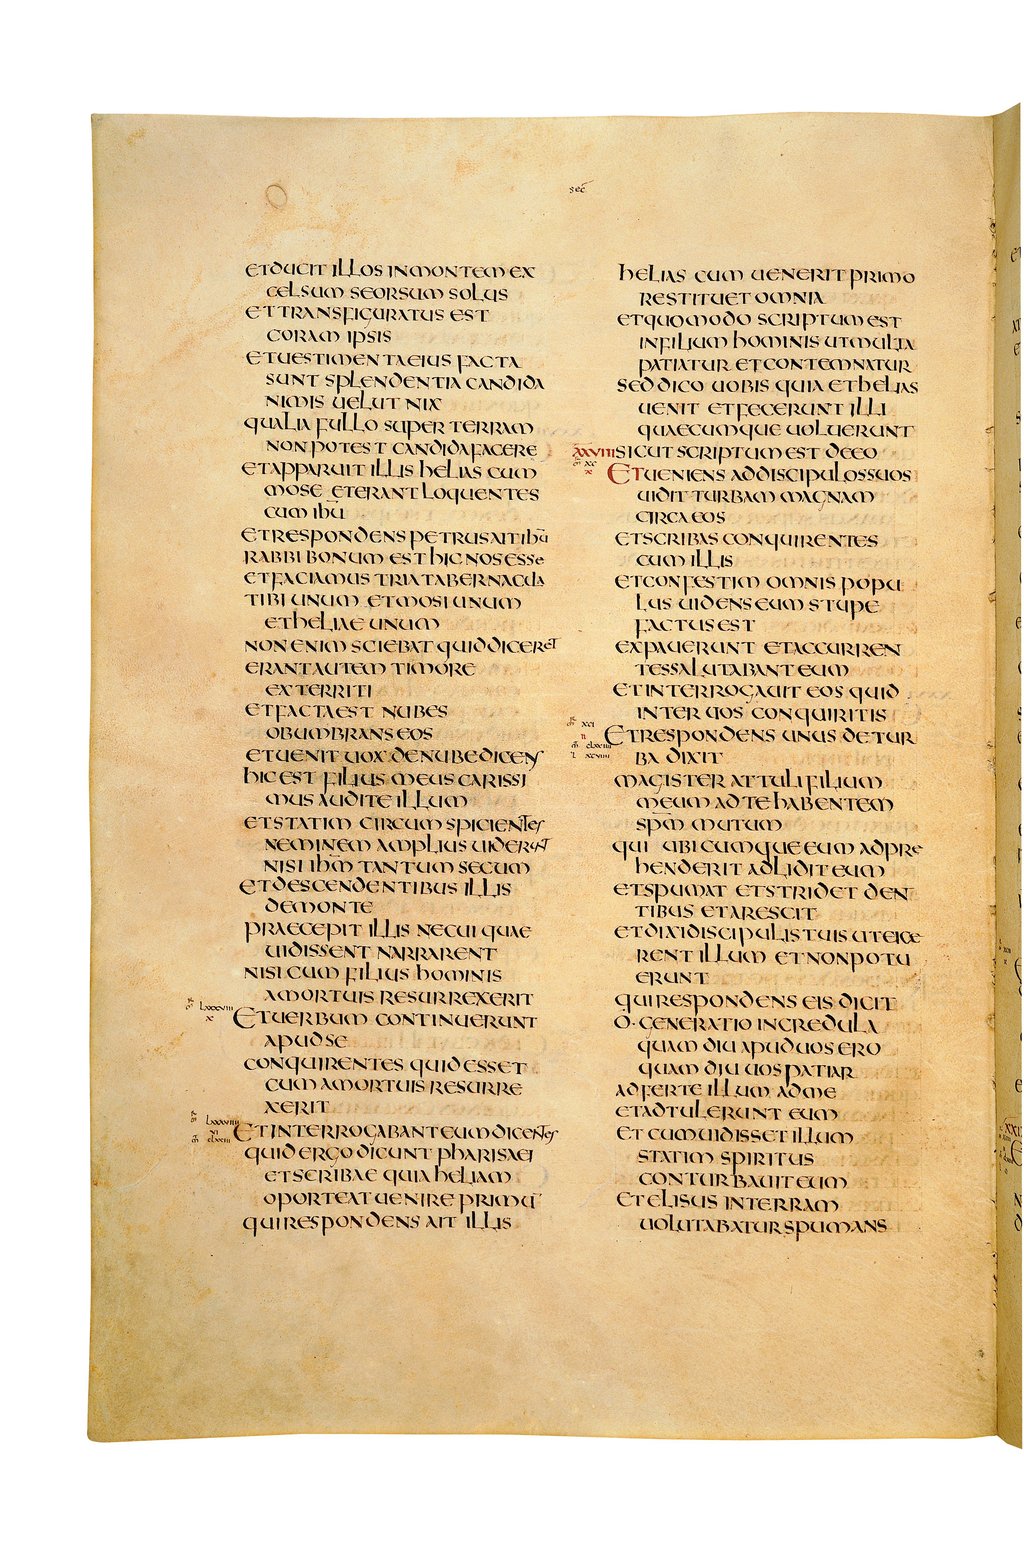 sec̄
ET DUCIT ILLOS IN MONTEM EX
CELSUM SEORSUM SOLUS
ET TRANSFIGURATUS EST
CORAM IPSIS
ET UESTIMENTA EIUS FACTA
SUNT SPLENDENTIA CANDIDA
NIMIS UELUT NIX
QUALIA FULLO SUPER TERRAM
NON POTEST CANDIDA FACERE
ET APPARUIT ILLIS HELIAS CUM
MOSE ET ERANT LOQUENTES
CUM IHŪ
ET RESPONDENS PETRUS AIT IHŪ
RABBI BONUM EST HIC NOS ESSE
ET FACIAMUS TRIA TABERNACULA
TIBI UNUM ET MOSI UNUM
ET HELIAE UNUM
NON ENIM SCIEBAT QUID DICERET
ERANT AUTEM TIMORE
EXTERRITI
ET FACTA EST NUBES
OBUMBRANS EOS
ET UENIT UOX DE NUBE DICENS
HIC EST FILIUS MEUS CARISSI
MUS AUDITE ILLUM
ET STATIM CIRCUMSPICIENTES
NEMINEM AMPLIUS UIDERUNT
NISI IHM̄ TANTUM SECUM
ET DESCENDENTIBUS ILLIS
DE MONTE
PRAECEPIT ILLIS NE CUI QUAE
UIDISSENT NARRARENT
NISI CUM FILIUS HOMINIS
A MORTUIS RESURREXERIT
LXXXVIII
X
ET UERBUM CONTINUERUNT
APUD SE
CONQUIRENTES QUID ESSET
CUM A MORTUIS RESURRE
XERIT
LXXXVIIII
VI
ET INTERROGABANT EUM DICENTES
QUID ERGO DICUNT PHARISAEI
ET SCRIBAE QUIA HELIAM
OPORTEAT UENIRE PRIMŪ
QUI RESPONDENS AIT ILLIS
HELIAS CUM UENERIT PRIMO
RESTITUET OMNIA
ET QUOMODO SCRIPTUM EST
IN FILIUM HOMINIS UT MULTA
PATIATUR ET CONTEMNATUR
SED DICO UOBIS QUIA ET HELIAS
UENIT ET FECERUNT ILLI
QUAECUMQUE UOLUERUNT
XXVIII SICUT SCRIPTUM EST DE EO
XC
X
ET UENIENS AD DISCIPULOS SUOS
UIDIT TURBAM MAGNAM
CIRCA EOS
ET SCRIBAS CONQUIRENTES
CUM ILLIS
ET CONFESTIM OMNIS POPU
LUS UIDENS EUM STUPE
FACTUS EST
EXPAUERUNT ET ACCURREN
TES SALUTABANT EUM
ET INTERROGAUIT EOS QUID
INTER UOS CONQUIRITIS
XCI
II
ET RESPONDENS UNUS DE TUR
BA DIXIT
MAGISTER ATTULI FILIUM
MEUM AD TE HABENTEM
SPM̄ MUTUM
QUI UBICUMQUE EUM ADPRE
HENDERIT ADLIDIT EUM
ET SPUMAT ET STRIDET DEN
TIBUS ET ARESCIT
ET DIXI DISCIPULIS TUIS UT EICE
RENT ILLUM ET NON POTU
ERUNT
QUI RESPONDENS EIS DICIT
O· GENERATIO INCREDULA
QUAM DIU APUD UOS ERO
QUAM DIU UOS PATIAR
ADFERTE ILLUM AD ME
ET ADTULERUNT EUM
ET CUM UIDISSET ILLUM
STATIM SPIRITUS
CONTURBAUIT EUM
ET ELISUS IN TERRAM
UOLUTABATUR SPUMANS